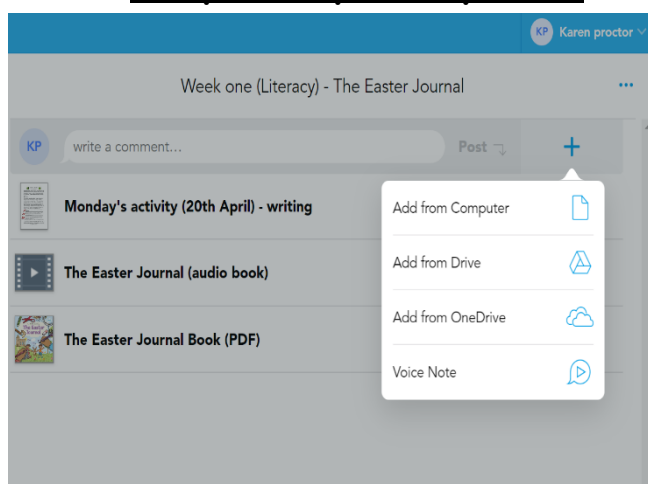 KP Karen proctor
Week one (Literacy) - The Easter Journal
KP write a comment... Post
Monday's activity (20th April) - writing
Add from Computer
The Easter Journal (audio book)
Add from Drive
Add from OneDrive
The Easter Journal Book (PDF)
Voice Note